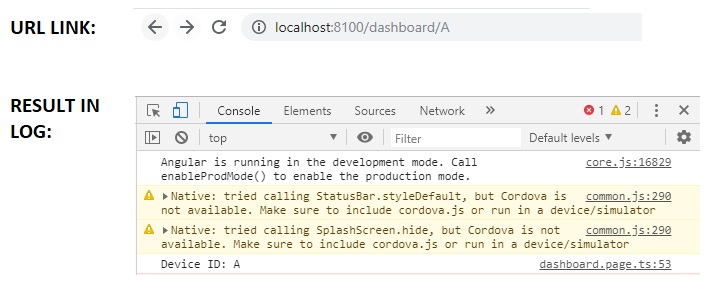 URL LINK:
localhost:8100/dashboard/A
RESULT IN
LOG:
Console Elements Sources Network » 1 2
top Filter Default levels
Angular is running in the development mode. Call core.js:16829
enableProdMode() to enable the production mode.
Native: tried calling StatusBar.styleDefault, but Cordova is common.js:290
not available. Make sure to include cordova.js or run in a device/simulator
Native: tried calling SplashScreen.hide, but Cordova is not common.js:290
available. Make sure to include cordova.js or run in a device/simulator
Device ID: A dashboard.page.ts:53